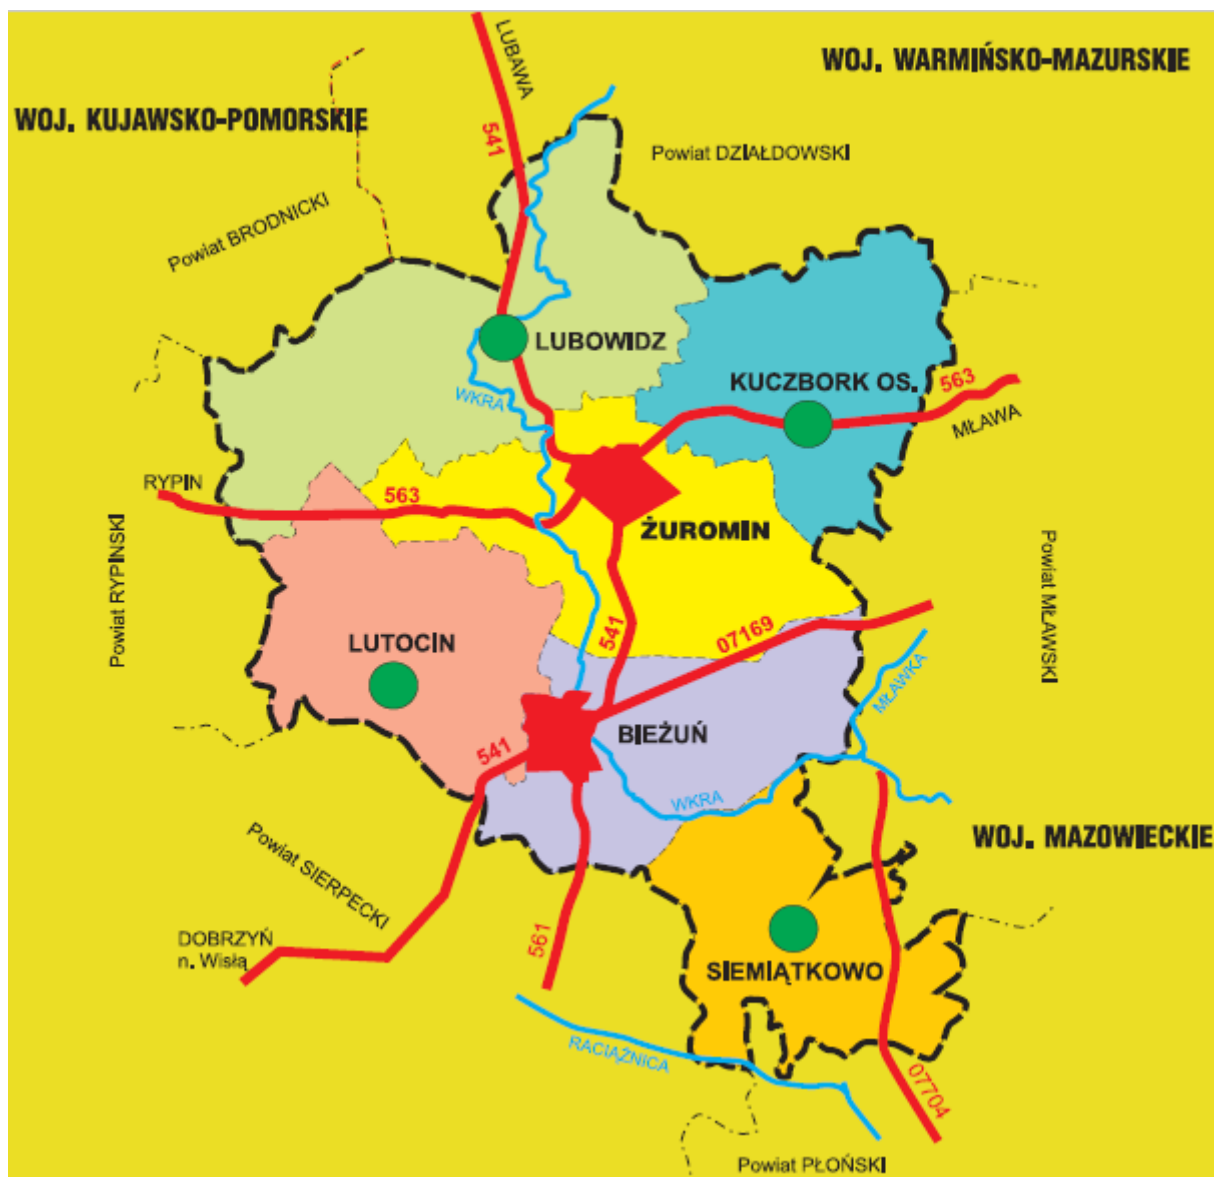 LUBAWA
WOJ. WARMIŃSKO-MAZURSKIE
WOJ. KUJAWSKO-POMORSKIE
541
Powiat DZIAŁDOWSKI
Powiat BRODNICKI
LUBOWIDZ
KUCZBORK OS.
563
WKRA
MŁAWA
RYPIN
563
ŻUROMIN
Powiat RYPINSKI
Powiat MŁAWSKI
541
07169
LUTOCIN
MŁAWKA
BIEŻUŃ
541
WKRA
WOJ. MAZOWIECKIE
Powiat SIERPECKI
DOBRZYŃ
n. Wisłą
561
SIEMIĄTKOWO
RACIĄŻNICA
07704
Powiat PŁOŃSKI